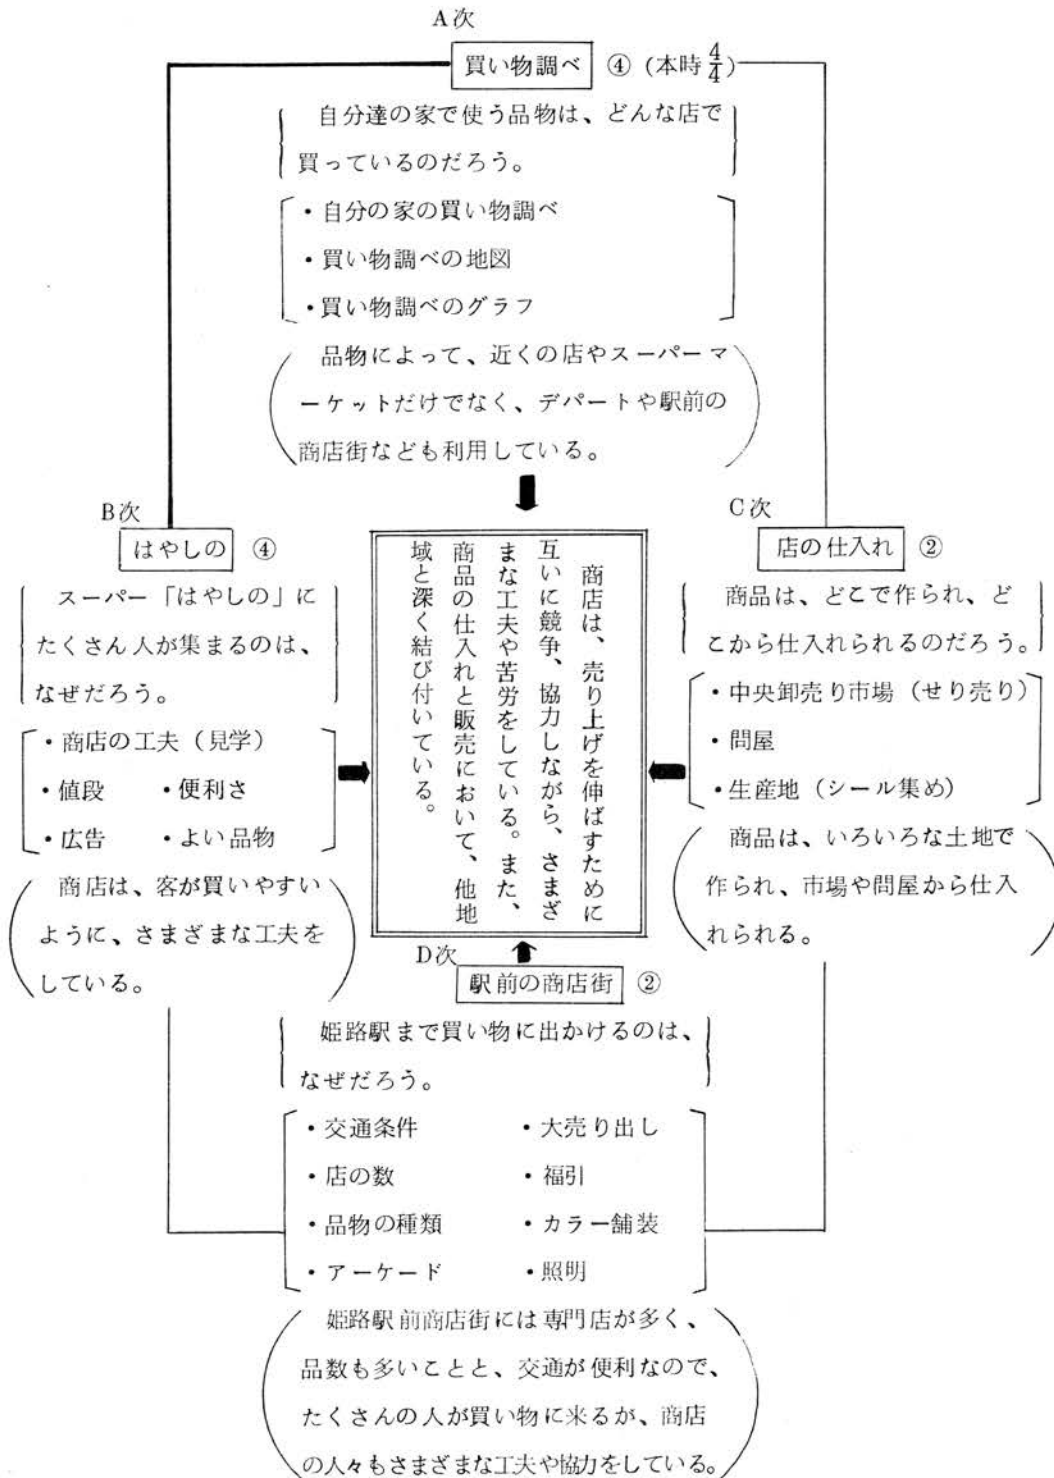 A次
買い物調べ ④ (本時 4/4)
自分達の家で使う品物は、どんな店で
買っているのだろう。
・自分の家の買い物調べ
・買い物調べの地図
・買い物調べのグラフ
品物によって、近くの店やスーパーマ
ーケットだけでなく、デパートや駅前の
商店街なども利用している。
B次
はやしの ④
スーパー「はやしの」に
たくさん人が集まるのは、
なぜだろう。
・商店の工夫（見学）
・値段 ・便利さ
・広告 ・よい品物
商店は、客が買いやすい
ように、さまざまな工夫を
している。
商店は、売り上げを伸ばすために
互いに競争、協力しながら、さまざ
まな工夫や苦労をしている。また、
商品の仕入れと販売において、他地
域と深く結び付いている。
C次
店の仕入れ ②
商品は、どこで作られ、ど
こから仕入れられるのだろう。
・中央卸売り市場（せり売り）
・問屋
・生産地（シール集め）
商品は、いろいろな土地で
作られ、市場や問屋から仕入
れられる。
D次
駅前の商店街 ②
姫路駅まで買い物に出かけるのは、
なぜだろう。
・交通条件 ・大売り出し
・店の数 ・福引
・品物の種類 ・カラー舗装
・アーケード ・照明
姫路駅前商店街には専門店が多く、
品数も多いことと、交通が便利なので、
たくさんの人が買い物に来るが、商店
の人々もさまざまな工夫や協力をしている。